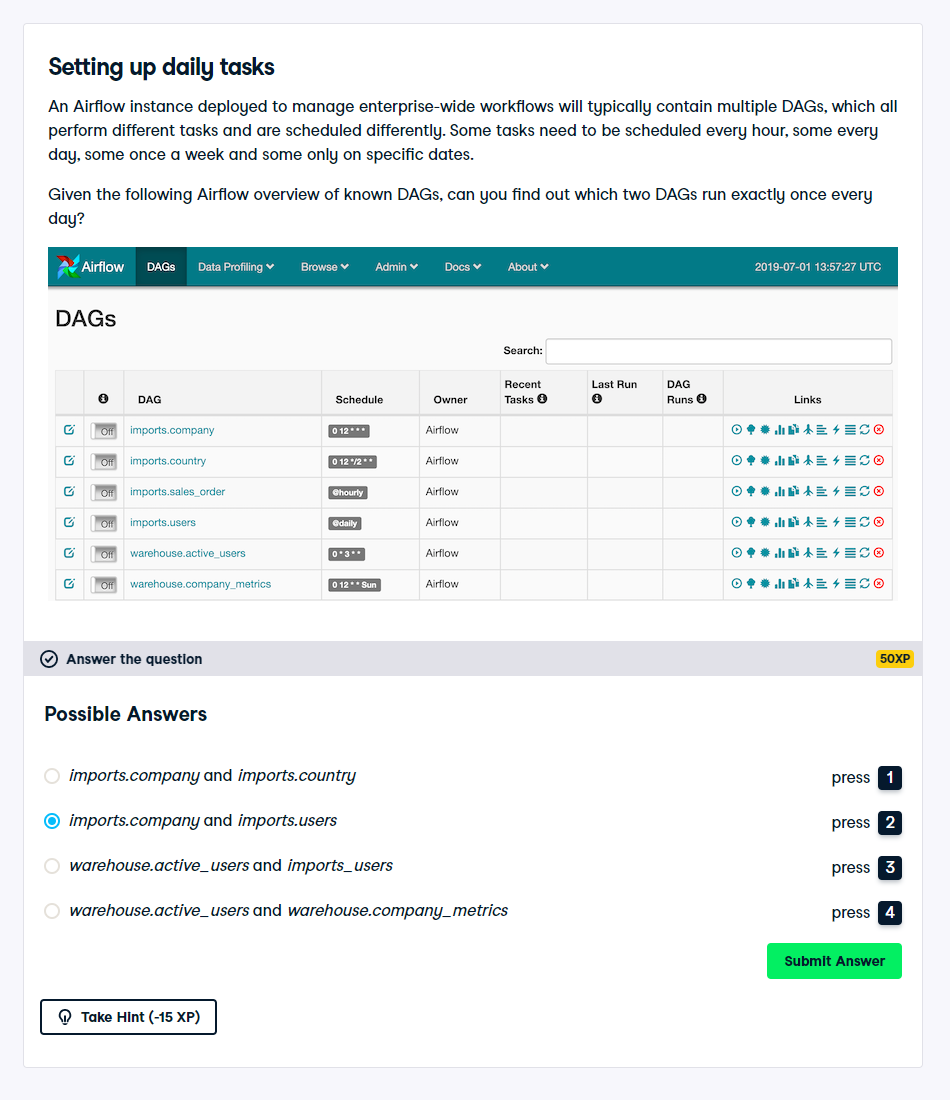 Setting up daily tasks
An Airflow instance deployed to manage enterprise-wide workflows will typically contain multiple DAGs, which all
perform different tasks and are scheduled differently. Some tasks need to be scheduled every hour, some every
day, some once a week and some only on specific dates.
Given the following Airflow overview of known DAGs, can you find out which two DAGs run exactly once every
day?
Airflow DAGs Data Profiling Browse Admin Docs About 2019-07-01 13:57:27 UTC
DAGs
Search:
DAG Schedule Owner Recent Tasks Last Run DAG Runs Links
Off imports.company 0 12 * * * Airflow
Off imports.country 0 12 */2 * * Airflow
Off imports.sales_order @hourly Airflow
Off imports.users @daily Airflow
Off warehouse.active_users 0 * 3 * * Airflow
Off warehouse.company_metrics 0 12 * * Sun Airflow
Answer the question 50XP
Possible Answers
imports.company and imports.country press 1
imports.company and imports.users press 2
warehouse.active_users and imports_users press 3
warehouse.active_users and warehouse.company_metrics press 4
Submit Answer
Take Hint (-15 XP)